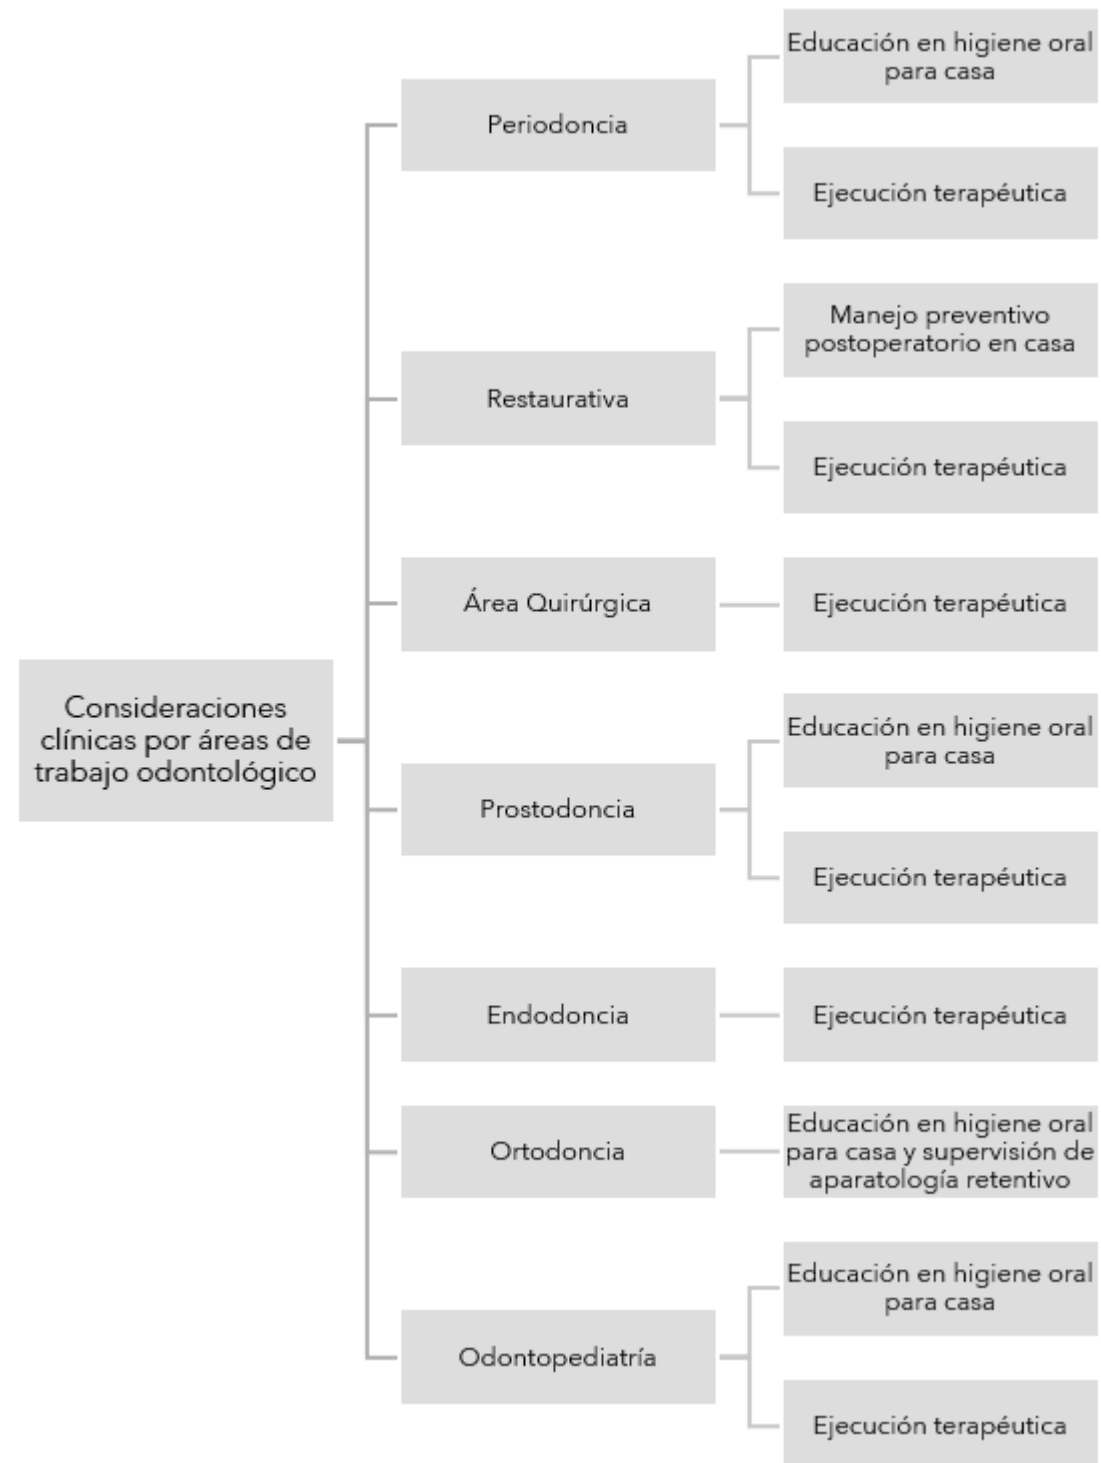 Consideraciones
clínicas por áreas de
trabajo odontológico
Periodoncia
Educación en higiene oral
para casa
Ejecución terapéutica
Restaurativa
Manejo preventivo
postoperatorio en casa
Ejecución terapéutica
Área Quirúrgica
Ejecución terapéutica
Prostodoncia
Educación en higiene oral
para casa
Ejecución terapéutica
Endodoncia
Ejecución terapéutica
Ortodoncia
Educación en higiene oral
para casa y supervisión de
aparatología retentivo
Odontopediatría
Educación en higiene oral
para casa
Ejecución terapéutica